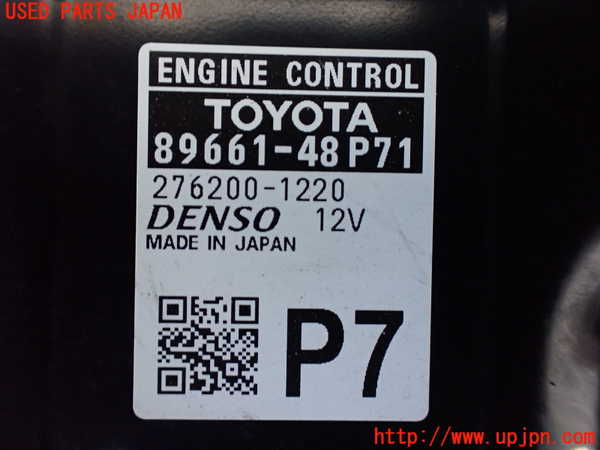 USED PARTS JAPAN
ENGINE CONTROL
TOYOTA
89661-48P71
276200-1220
DENSO 12V
MADE IN JAPAN
P7
http://www.upjpn.com